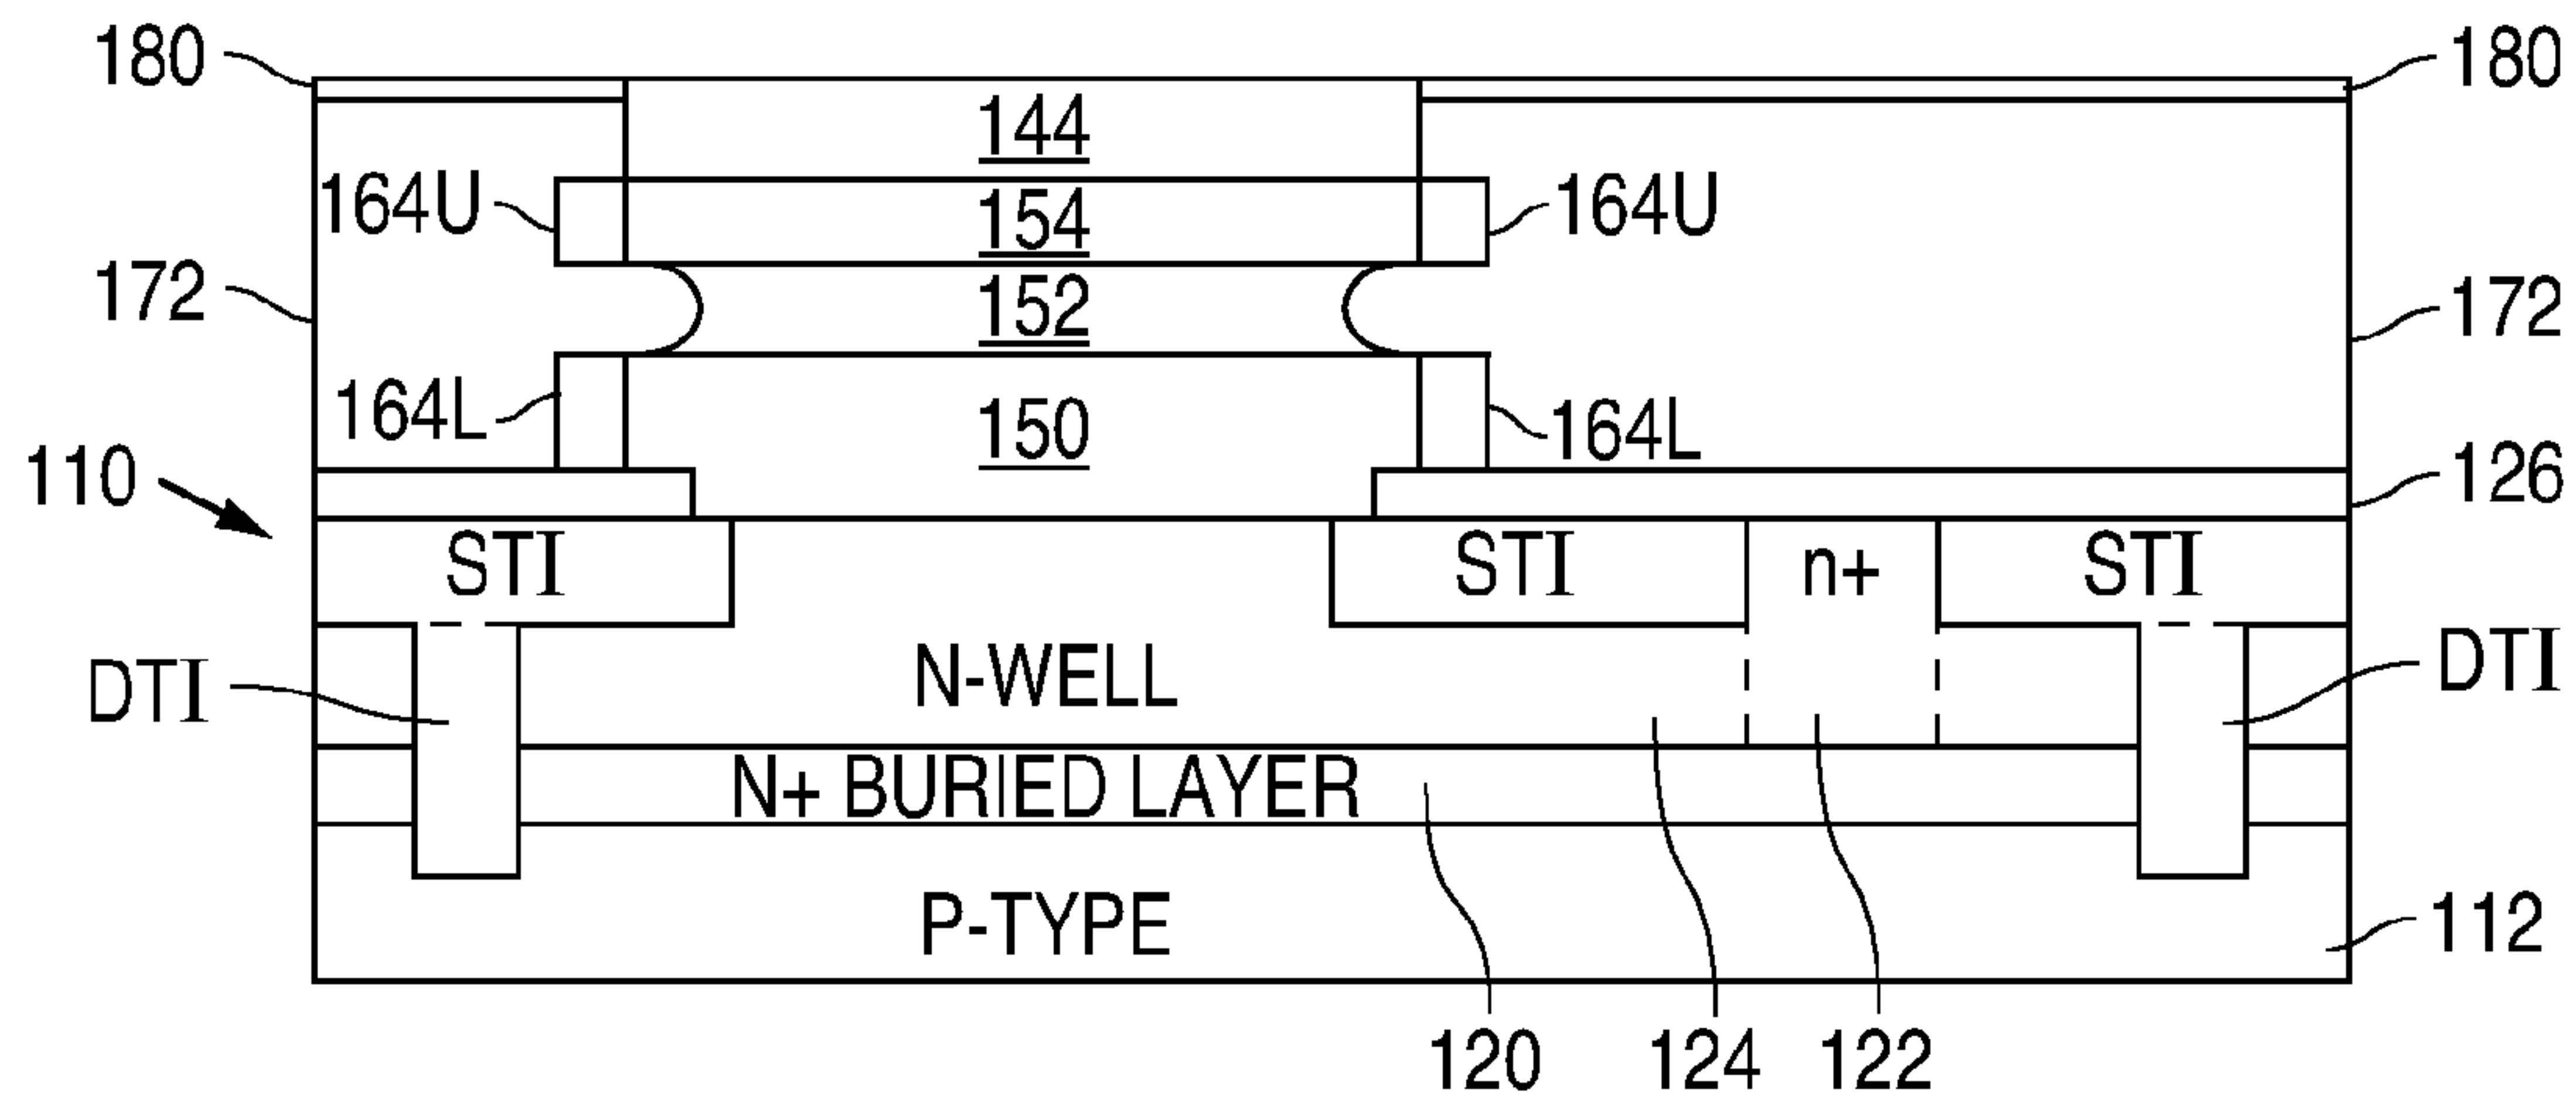 180 180
144
164U 154 164U
172 152 172
164L 150 164L
110 126
STI STI n+ STI
DTI N-WELL DTI
N+ BURIED LAYER
P-TYPE 112
120 124 122